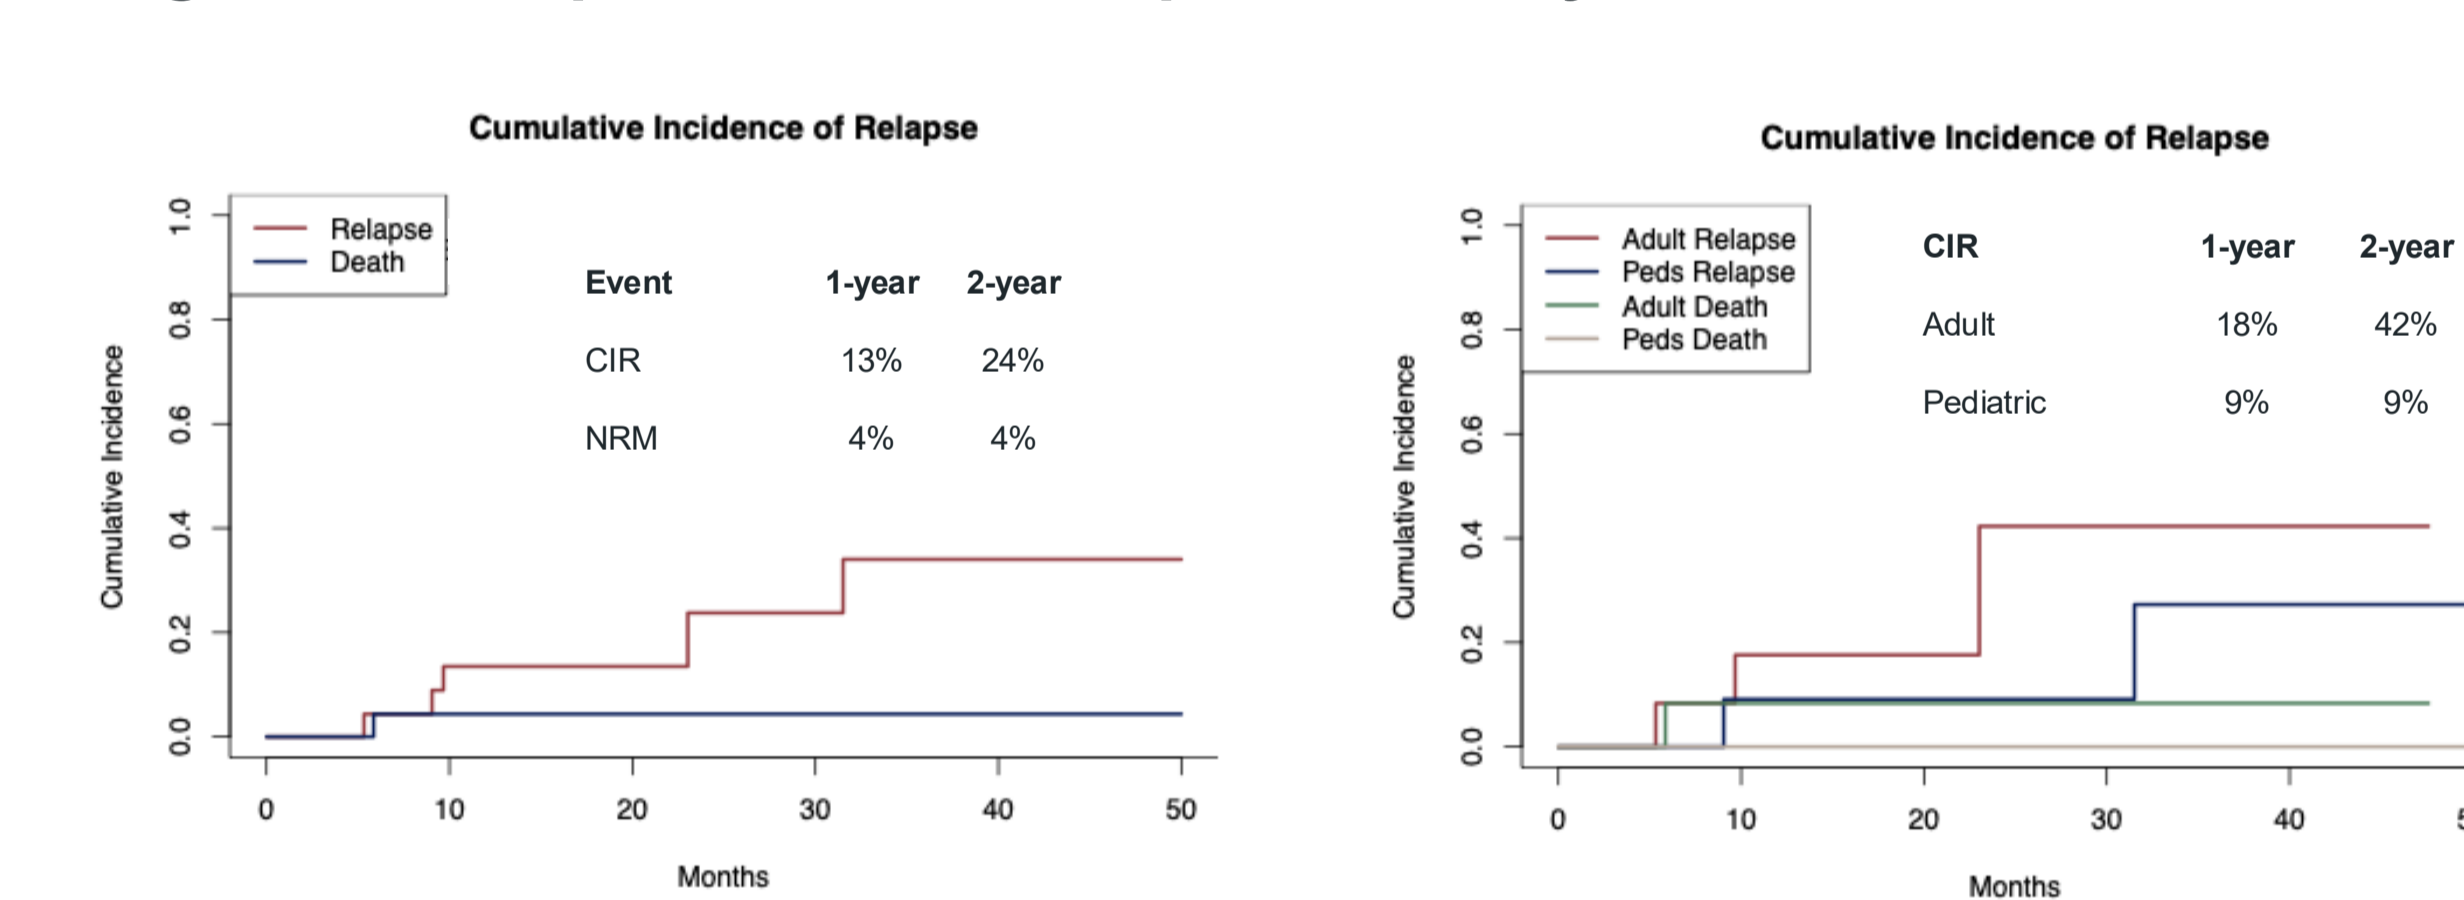 Cumulative Incidence of Relapse
Relapse
Death
Event 1-year 2-year
CIR 13% 24%
NRM 4% 4%
Cumulative Incidence
1.0
0.8
0.6
0.4
0.2
0.0
0 10 20 30 40 50
Months
Cumulative Incidence of Relapse
Adult Relapse
Peds Relapse
Adult Death
Peds Death
CIR 1-year 2-year
Adult 18% 42%
Pediatric 9% 9%
Cumulative Incidence
1.0
0.8
0.6
0.4
0.2
0.0
0 10 20 30 40
Months